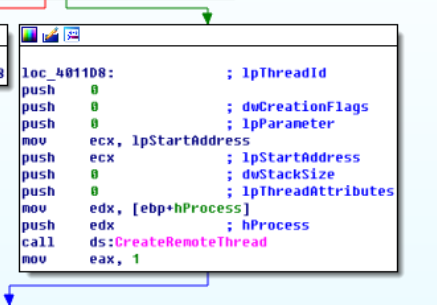 8
loc_4011D8: ; lpThreadId
push 0
push 0 ; dwCreationFlags
push 0 ; lpParameter
mov ecx, lpStartAddress
push ecx ; lpStartAddress
push 0 ; dwStackSize
push 0 ; lpThreadAttributes
mov edx, [ebp+hProcess]
push edx ; hProcess
call ds:CreateRemoteThread
mov eax, 1